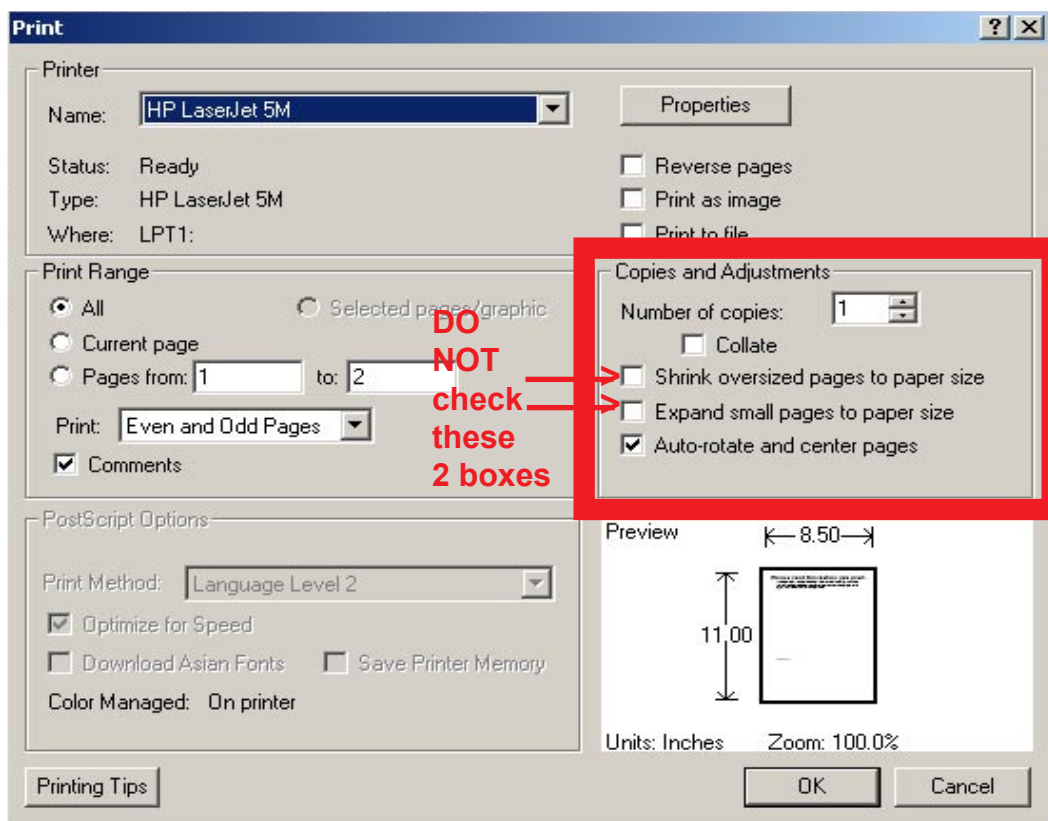 Print
Printer
Name: HP LaserJet 5M
Properties
Status: Ready
Reverse pages
Type: HP LaserJet 5M
Print as image
Where: LPT1:
Print to file
Print Range
All
Selected pages/graphic
Current page
Pages from: 1 to: 2
Print: Even and Odd Pages
Comments
DO
NOT
check
these
2 boxes
Copies and Adjustments
Number of copies: 1
Collate
Shrink oversized pages to paper size
Expand small pages to paper size
Auto-rotate and center pages
PostScript Options
Print Method: Language Level 2
Optimize for Speed
Download Asian Fonts Save Printer Memory
Color Managed: On printer
Preview
8.50
11.00
Units: Inches Zoom: 100.0%
Printing Tips
OK
Cancel